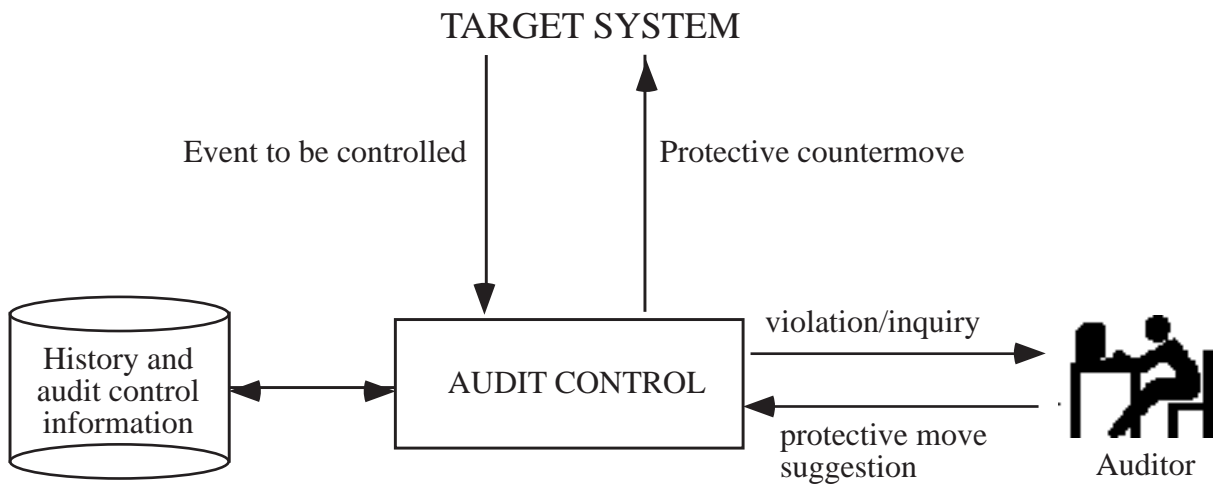 TARGET SYSTEM
Event to be controlled
Protective countermove
History and
audit control
information
AUDIT CONTROL
violation/inquiry
protective move
suggestion
Auditor